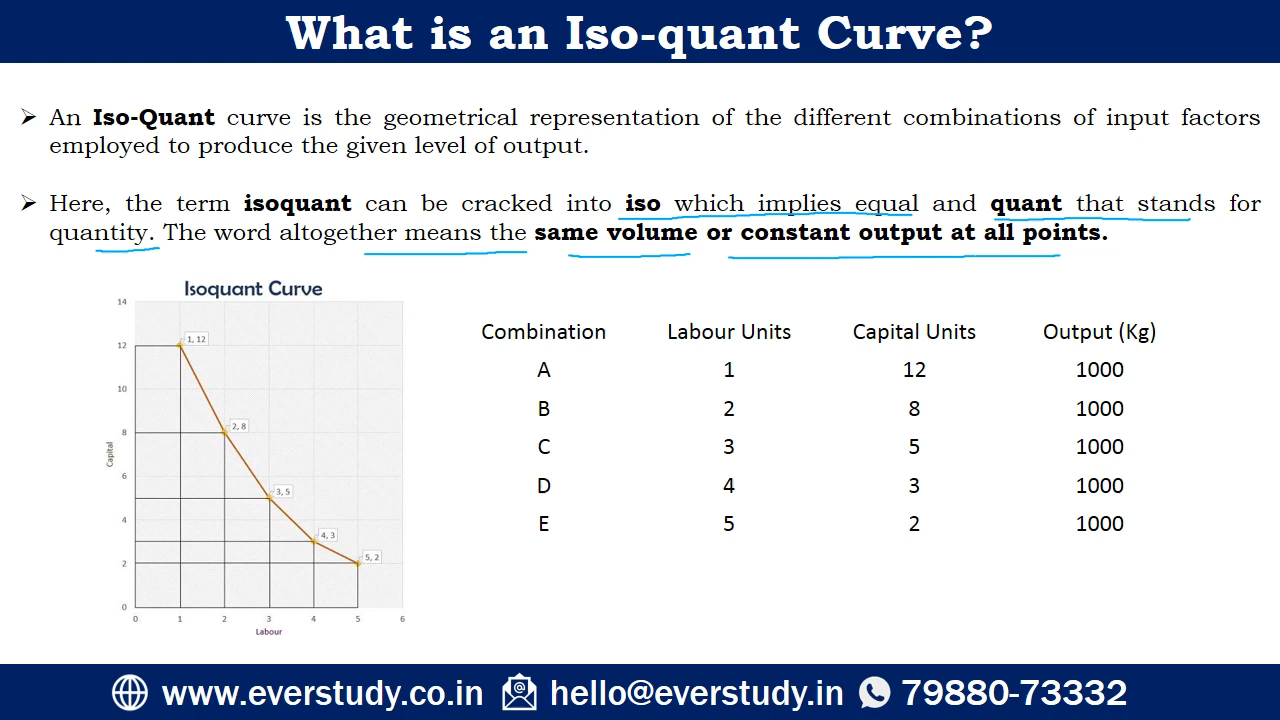 What is an Iso-quant Curve?
➢ An Iso-Quant curve is the geometrical representation of the different combinations of input factors
employed to produce the given level of output.
➢ Here, the term isoquant can be cracked into iso which implies equal and quant that stands for
quantity. The word altogether means the same volume or constant output at all points.
Isoquant Curve
14
12
10
8
6
4
2
0
Capital
1, 12
2, 8
3, 5
4, 3
5, 2
0 1 2 3 4 5 6
Labour
Combination Labour Units Capital Units Output (Kg)
A 1 12 1000
B 2 8 1000
C 3 5 1000
D 4 3 1000
E 5 2 1000
www.everstudy.co.in hello@everstudy.in 79880-73332